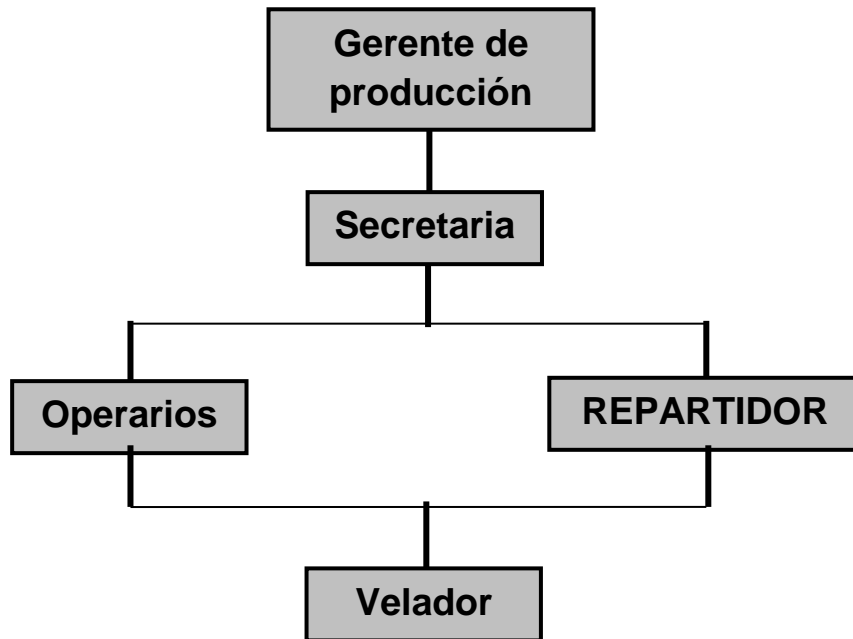 Gerente de
producción
Secretaria
Operarios
REPARTIDOR
Velador